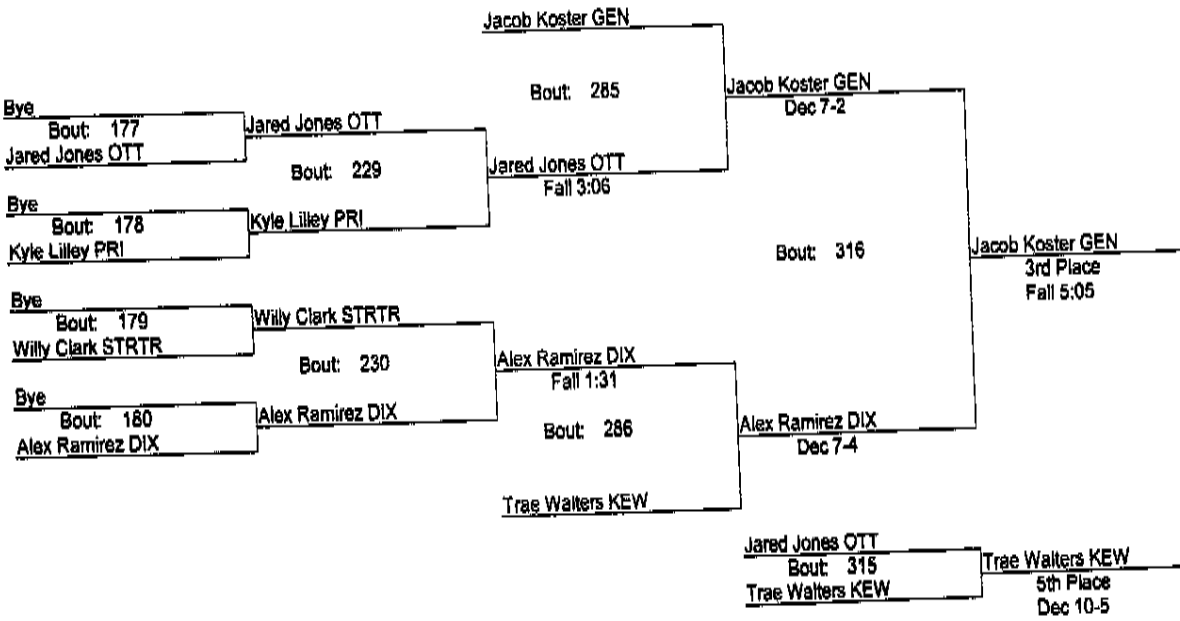 Jacob Koster GEN
Bout: 285
Jacob Koster GEN
Dec 7-2
Bye
Bout: 177
Jared Jones OTT
Jared Jones OTT
Bout: 229
Jared Jones OTT
Fall 3:06
Bye
Bout: 178
Kyle Lilley PRI
Kyle Lilley PRI
Bout: 316
Jacob Koster GEN
3rd Place
Fall 5:05
Bye
Bout: 179
Willy Clark STRTR
Willy Clark STRTR
Bout: 230
Alex Ramirez DIX
Fall 1:31
Bye
Bout: 180
Alex Ramirez DIX
Alex Ramirez DIX
Bout: 286
Alex Ramirez DIX
Dec 7-4
Trae Walters KEW
Jared Jones OTT
Bout: 315
Trae Walters KEW
Trae Walters KEW
5th Place
Dec 10-5